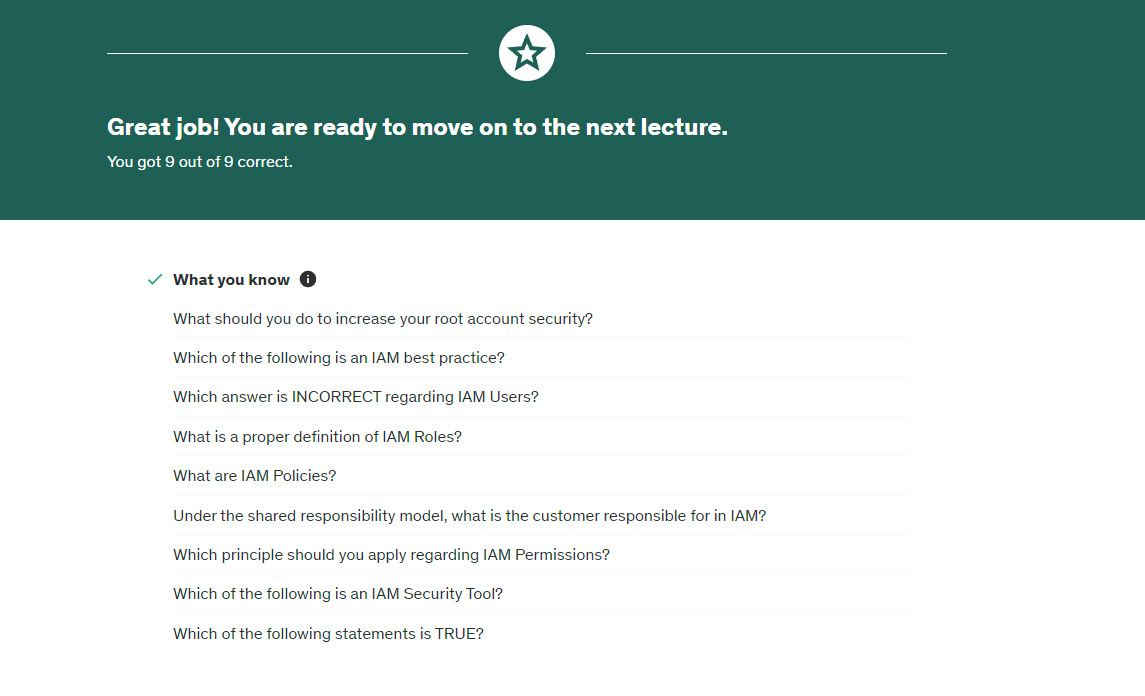 Great job! You are ready to move on to the next lecture.
You got 9 out of 9 correct.
What you know
What should you do to increase your root account security?
Which of the following is an IAM best practice?
Which answer is INCORRECT regarding IAM Users?
What is a proper definition of IAM Roles?
What are IAM Policies?
Under the shared responsibility model, what is the customer responsible for in IAM?
Which principle should you apply regarding IAM Permissions?
Which of the following is an IAM Security Tool?
Which of the following statements is TRUE?